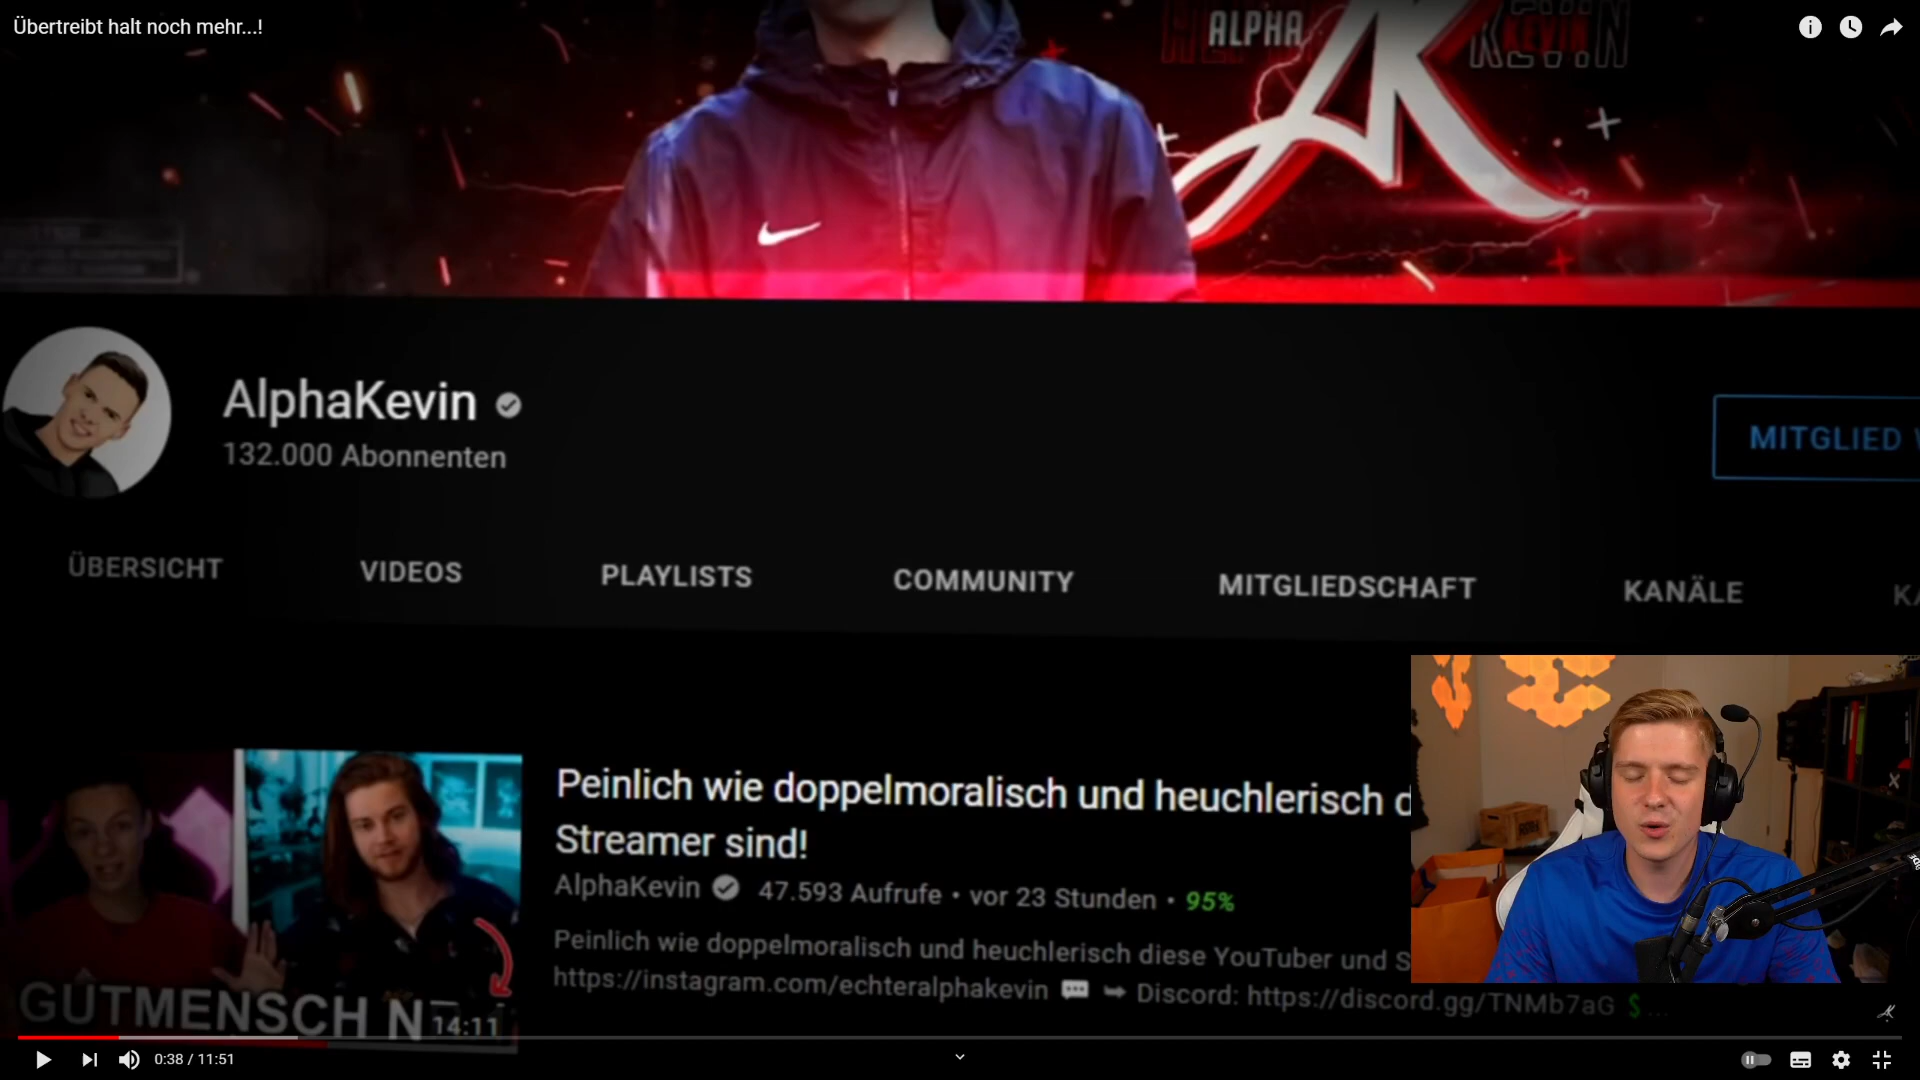 Übertreibt halt noch mehr...!
ALPHA KEVIN
AK
AlphaKevin
132.000 Abonnenten
MITGLIED
ÜBERSICHT VIDEOS PLAYLISTS COMMUNITY MITGLIEDSCHAFT KANÄLE
Peinlich wie doppelmoralisch und heuchlerisch d
Streamer sind!
AlphaKevin 47.593 Aufrufe • vor 23 Stunden • 95%
Peinlich wie doppelmoralisch und heuchlerisch diese YouTuber und S
https://instagram.com/echteralphakevin 💬 ➥ Discord: https://discord.gg/TNMb7aG $...
GUTMENSCH N
14:11
0:38 / 11:51